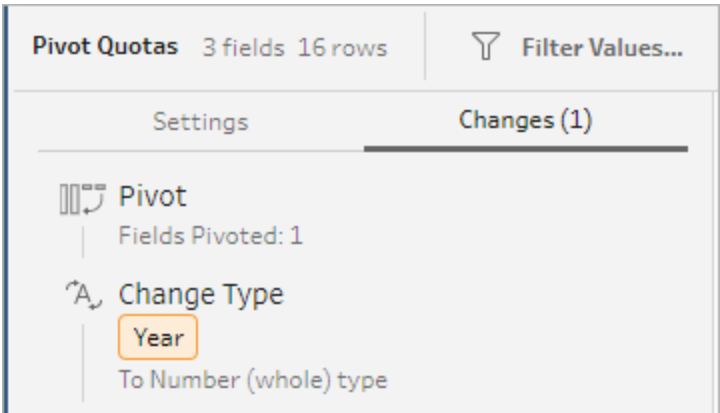 Pivot Quotas 3 fields 16 rows Filter Values...
Settings Changes (1)
Pivot
Fields Pivoted: 1
Change Type
Year
To Number (whole) type